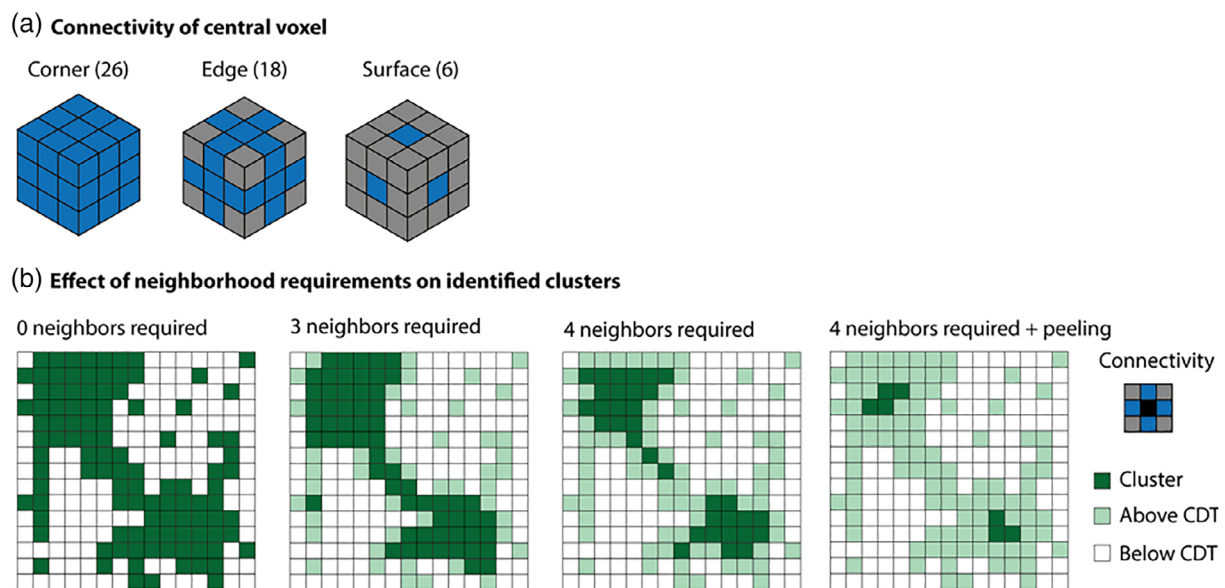 (a) Connectivity of central voxel
Corner (26)
Edge (18)
Surface (6)
(b) Effect of neighborhood requirements on identified clusters
0 neighbors required
3 neighbors required
4 neighbors required
4 neighbors required + peeling
Connectivity
Cluster
Above CDT
Below CDT